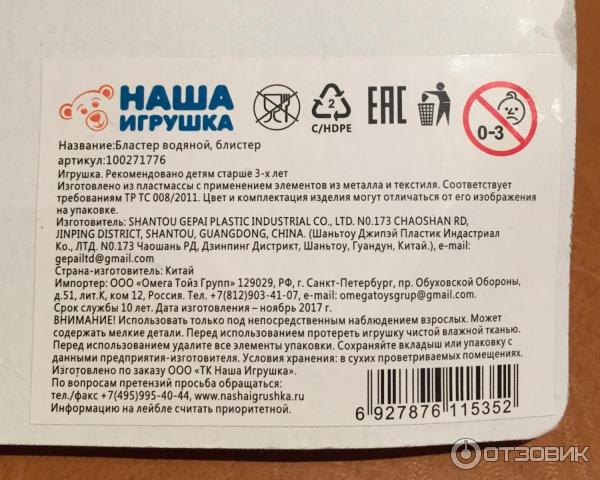 НАША
ИГРУШКА
2
C/HDPE
EAC
0-3
Название:Бластер водяной, блистер
артикул:100271776
Игрушка. Рекомендовано детям старше 3-х лет
Изготовлено из пластмассы с применением элементов из металла и текстиля. Соответствует
требованиям ТР ТС 008/2011. Цвет и комплектация изделия могут отличаться от его изображения
на упаковке.
Изготовитель: SHANTOU GEPAI PLASTIC INDUSTRIAL CO., LTD. N0.173 CHAOSHAN RD,
JINPING DISTRICT, SHANTOU, GUANGDONG, CHINA. (Шаньтоу Джипэй Пластик Индастриал
Ко., ЛТД. N0.173 Чаошань РД, Дзинпинг Дистрикт, Шаньтоу, Гуандун, Китай.), e-mail:
gepailtd@gmail.com
Страна-изготовитель: Китай
Импортер: ООО «Омега Тойз Групп» 129029, РФ, г. Санкт-Петербург, пр. Обуховской Обороны,
д.51, лит.К, ком 12, Россия. Тел. +7(812)903-41-07, e-mail: omegatoysgrup@gmail.com
Срок службы 10 лет. Дата изготовления – ноябрь 2017 г.
ВНИМАНИЕ! Использовать только под непосредственным наблюдением взрослых. Может
содержать мелкие детали. Перед использованием протереть игрушку чистой влажной тканью.
Перед использованием удалите все элементы упаковки. Сохраняйте вкладыш или упаковку с
данными предприятия-изготовителя. Условия хранения: в сухих проветриваемых помещениях.
Изготовлено по заказу ООО «ТК Наша Игрушка»
По вопросам претензий просьба обращаться:
тел./факс +7(495)995-40-44, www.nashaigrushka.ru
Информацию на лейбле считать приоритетной.
6 927876 115352
ОТЗОВИК